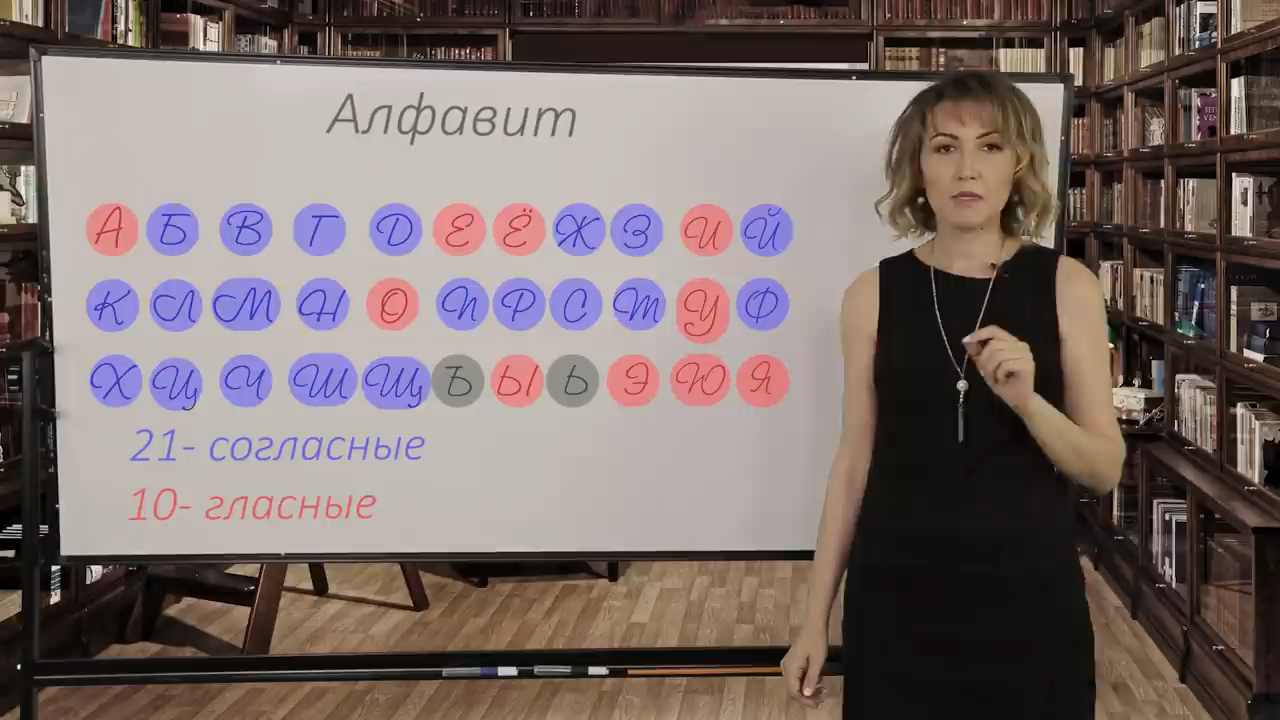 Алфавит
А Б В Г Д Е Ё Ж З И Й
К Л М Н О П Р С Т У Ф
Х Ц Ч Ш Щ Ъ Ы Ь Э Ю Я
21- согласные
10- гласные